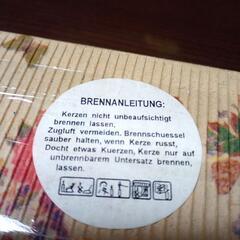 BRENNANLEITUNG:
Kerzen nicht unbeaufsichtigt
brennen lassen,
Zugluft vermeiden. Brennschuessel
sauber halten, wenn Kerze russt,
Docht etwas Kuerzen, Kerze nur auf
unbrennbarem Untersatz brennen,
lassen.